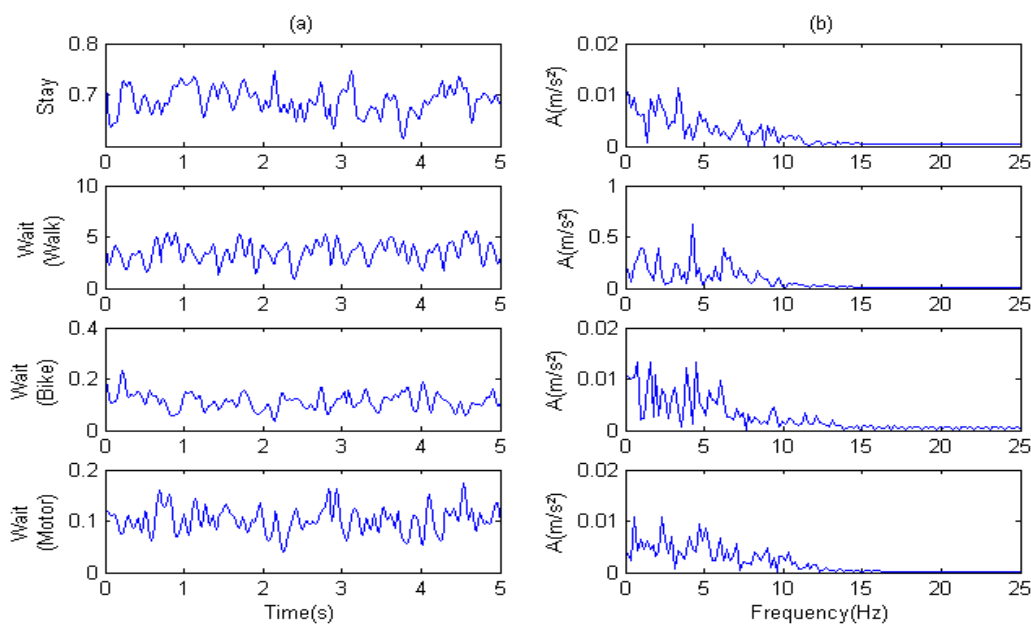 (a) (b)
0.8
0.7
Stay
0 1 2 3 4 5
0.02
0.01
0
A(m/s²)
0 5 10 15 20 25
10
5
0
Wait
(Walk)
0 1 2 3 4 5
1
0.5
0
A(m/s²)
0 5 10 15 20 25
0.4
0.2
0
Wait
(Bike)
0 1 2 3 4 5
0.02
0.01
0
A(m/s²)
0 5 10 15 20 25
0.2
0.1
0
Wait
(Motor)
0 1 2 3 4 5
Time(s)
0.02
0.01
0
A(m/s²)
0 5 10 15 20 25
Frequency(Hz)